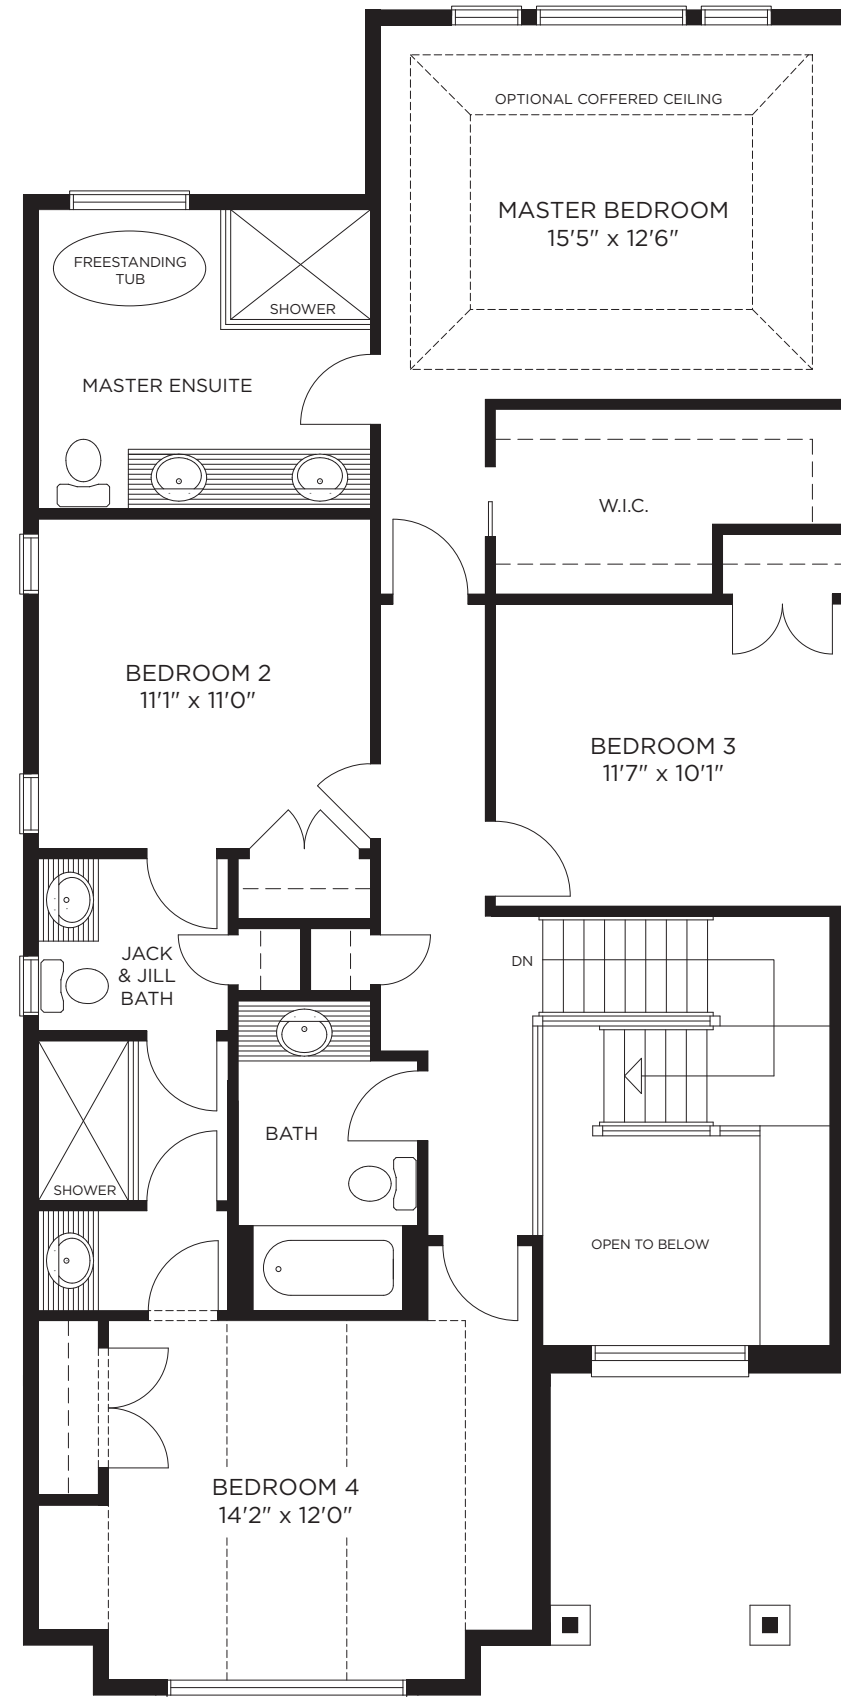 OPTIONAL COFFERED CEILING
MASTER BEDROOM
15'5" x 12'6"
FREESTANDING
TUB
SHOWER
MASTER ENSUITE
W.I.C.
BEDROOM 2
11'1" x 11'0"
BEDROOM 3
11'7" x 10'1"
JACK
& JILL
BATH
DN
BATH
SHOWER
OPEN TO BELOW
BEDROOM 4
14'2" x 12'0"